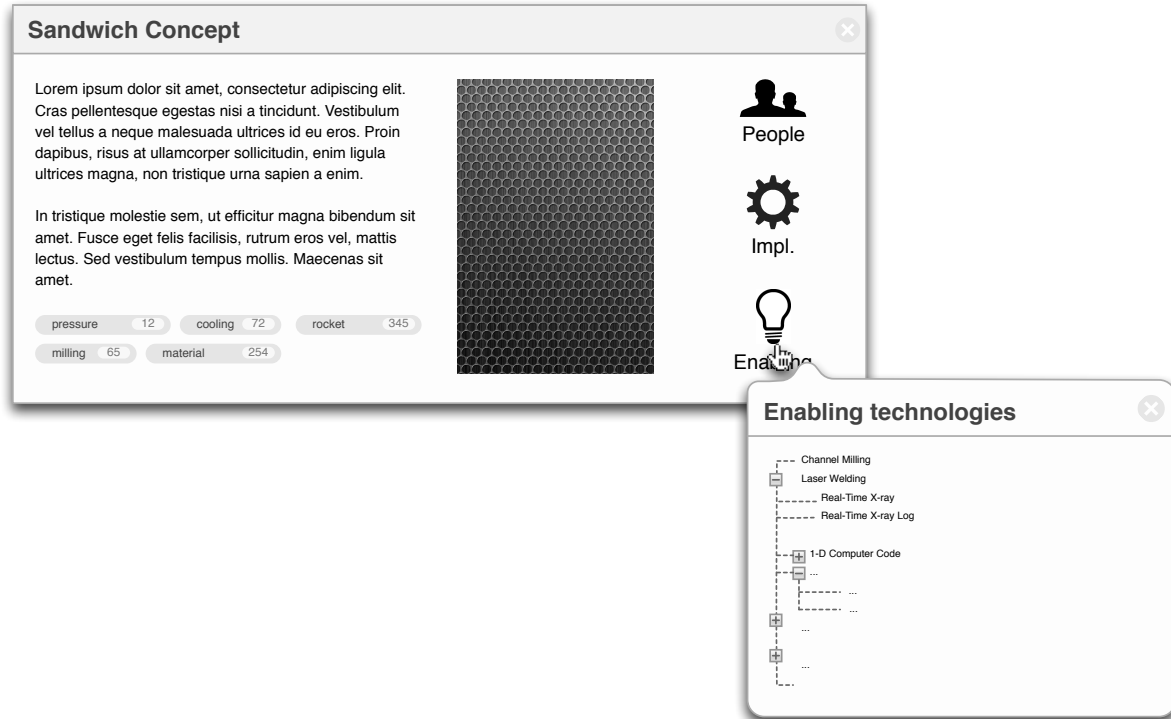 Sandwich Concept
Lorem ipsum dolor sit amet, consectetur adipiscing elit.
Cras pellentesque egestas nisi a tincidunt. Vestibulum
vel tellus a neque malesuada ultrices id eu eros. Proin
dapibus, risus at ullamcorper sollicitudin, enim ligula
ultrices magna, non tristique urna sapien a enim.
In tristique molestie sem, ut efficitur magna bibendum sit
amet. Fusce eget felis facilisis, rutrum eros vel, mattis
lectus. Sed vestibulum tempus mollis. Maecenas sit
amet.
pressure 12 cooling 72 rocket 345
milling 65 material 254
People
Impl.
Enabling
Enabling technologies
Channel Milling
Laser Welding
Real-Time X-ray
Real-Time X-ray Log
1-D Computer Code
...
...
...
...
...